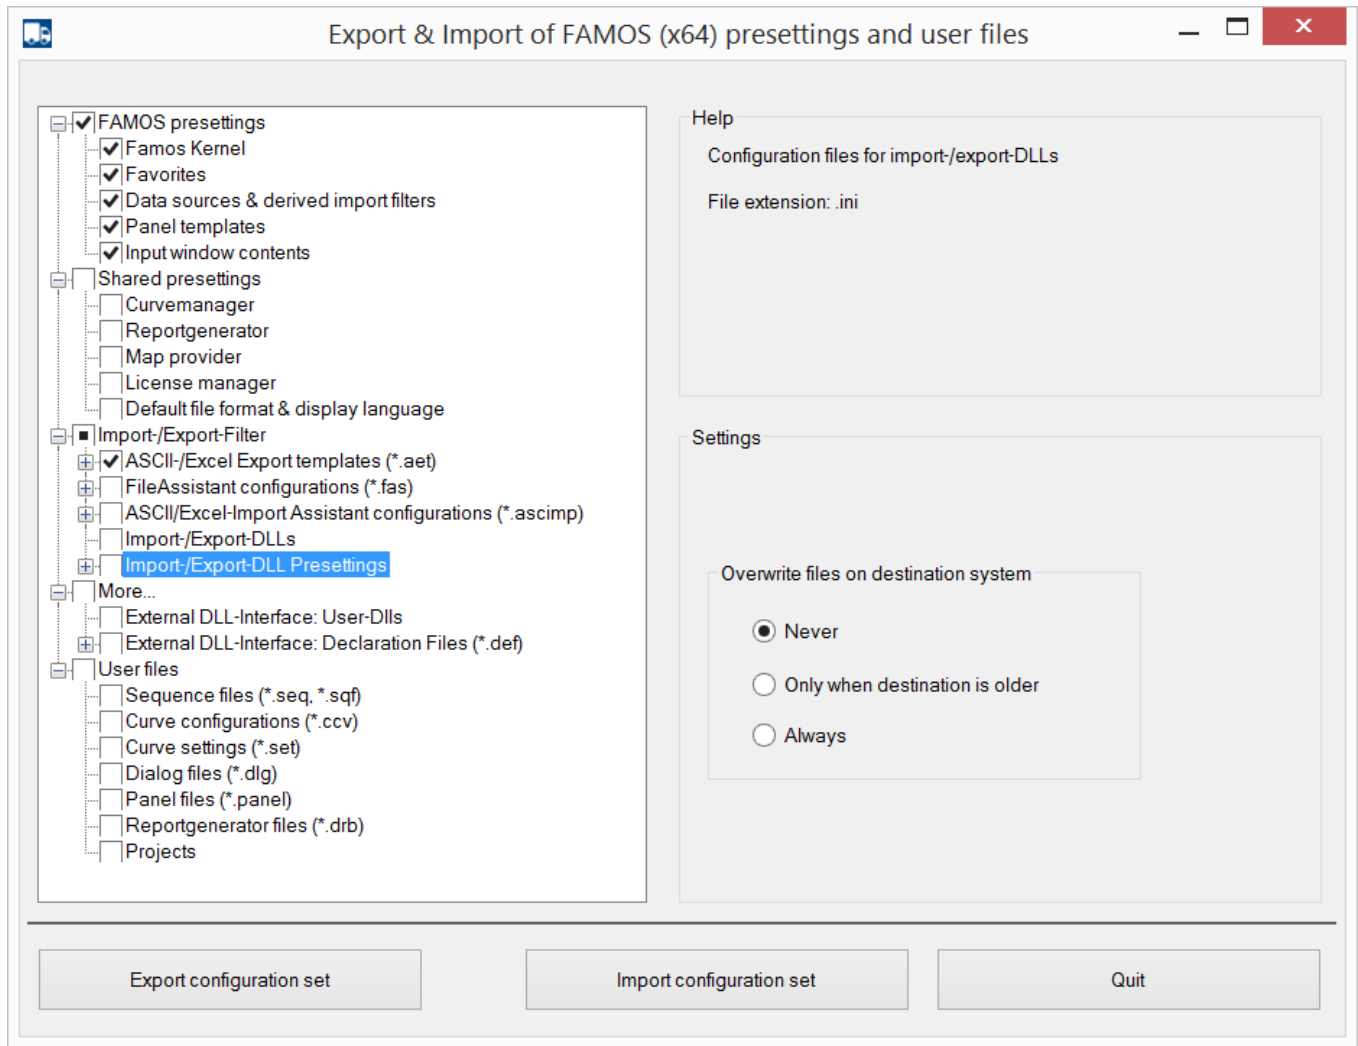 Export & Import of FAMOS (x64) presettings and user files
FAMOS presettings
Famos Kernel
Favorites
Data sources & derived import filters
Panel templates
Input window contents
Shared presettings
Curvemanager
Reportgenerator
Map provider
License manager
Default file format & display language
Import-/Export-Filter
ASCII-/Excel Export templates (*.aet)
FileAssistant configurations (*.fas)
ASCII/Excel-Import Assistant configurations (*.ascimp)
Import-/Export-DLLs
Import-/Export-DLL Presettings
More...
External DLL-Interface: User-Dlls
External DLL-Interface: Declaration Files (*.def)
User files
Sequence files (*.seq, *.sqf)
Curve configurations (*.ccv)
Curve settings (*.set)
Dialog files (*.dlg)
Panel files (*.panel)
Reportgenerator files (*.drb)
Projects
Help
Configuration files for import-/export-DLLs
File extension: .ini
Settings
Overwrite files on destination system
Never
Only when destination is older
Always
Export configuration set
Import configuration set
Quit